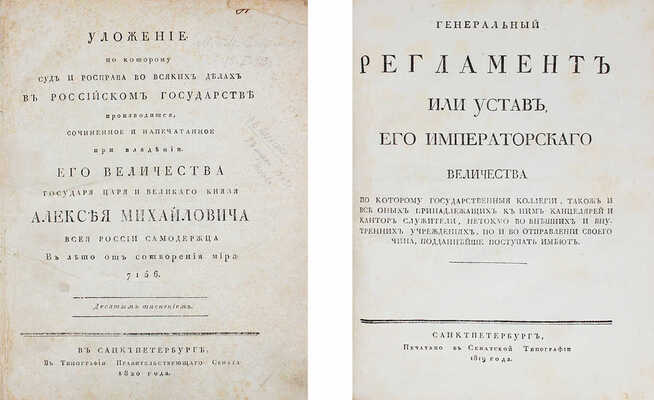 УЛОЖЕНІЕ
по которому
СУДЪ И РОСПРАВА ВО ВСЯКИХЪ ДѢЛАХЪ
ВЪ РОССІЙСКОМЪ ГОСУДАРСТВѢ
производится,
СОЧИНЕННОЕ И НАПЕЧАТАННОЕ
при владѣніи
ЕГО ВЕЛИЧЕСТВА
ГОСУДАРЯ ЦАРЯ И ВЕЛИКАГО КНЯЗЯ
АЛЕКСѢЯ МИХАЙЛОВИЧА
ВСЕЯ РОССІИ САМОДЕРЖЦА
Въ лѣто отъ сотворенія міра
7156.
Десятымъ тисненіемъ.
ВЪ САНКТПЕТЕРБУРГѢ,
Въ Типографіи Правительствующаго Сената
1820 года.
ГЕНЕРАЛЬНЫЙ
РЕГЛАМЕНТЪ
ИЛИ УСТАВЪ,
ЕГО ИМПЕРАТОРСКАГО
ВЕЛИЧЕСТВА
ПО КОТОРОМУ ГОСУДАРСТВЕННЫЯ КОЛЛЕГІИ, ТАКОЖЪ И
ВСѢ ОНЫХЪ ПРИНАДЛЕЖАЩИХЪ КЪ НИМЪ КАНЦЕЛЯРЕЙ И
КАНТОРЪ СЛУЖИТЕЛИ, НЕТОКМО ВО ВНѢШНИХЪ И ВНУ-
ТРЕННИХЪ УЧРЕЖДЕНІЯХЪ, НО И ВО ОТПРАВЛЕНІИ СВОЕГО
ЧИНА, ПОДДАННѢЙШЕ ПОСТУПАТЬ ИМѢЮТЪ.
САНКТПЕТЕРБУРГЪ,
Печатано въ Сенатской Типографіи
1819 года.